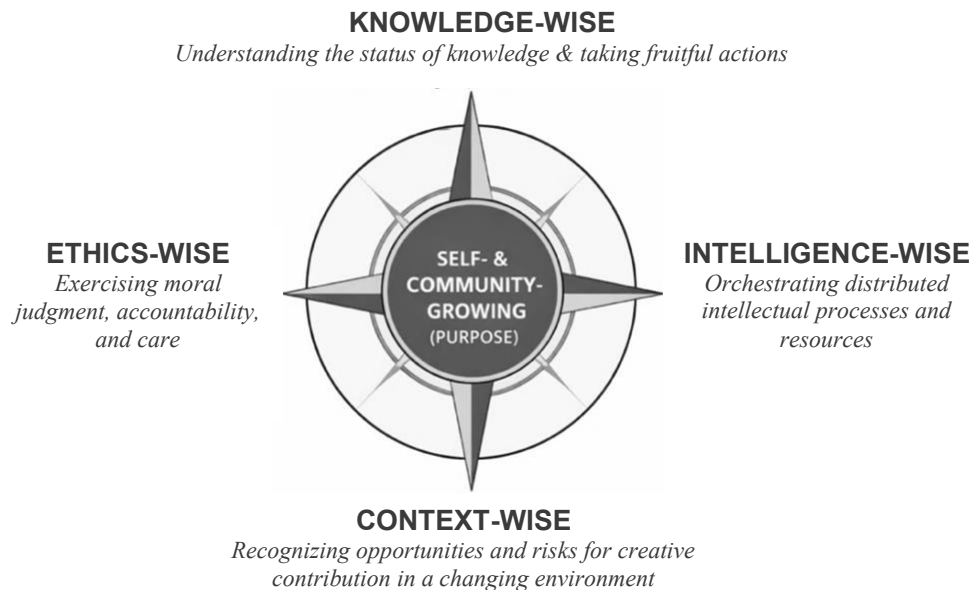 KNOWLEDGE-WISE
Understanding the status of knowledge & taking fruitful actions
ETHICS-WISE
Exercising moral
judgment, accountability,
and care
SELF- &
COMMUNITY-
GROWING
(PURPOSE)
INTELLIGENCE-WISE
Orchestrating distributed
intellectual processes and
resources
CONTEXT-WISE
Recognizing opportunities and risks for creative
contribution in a changing environment